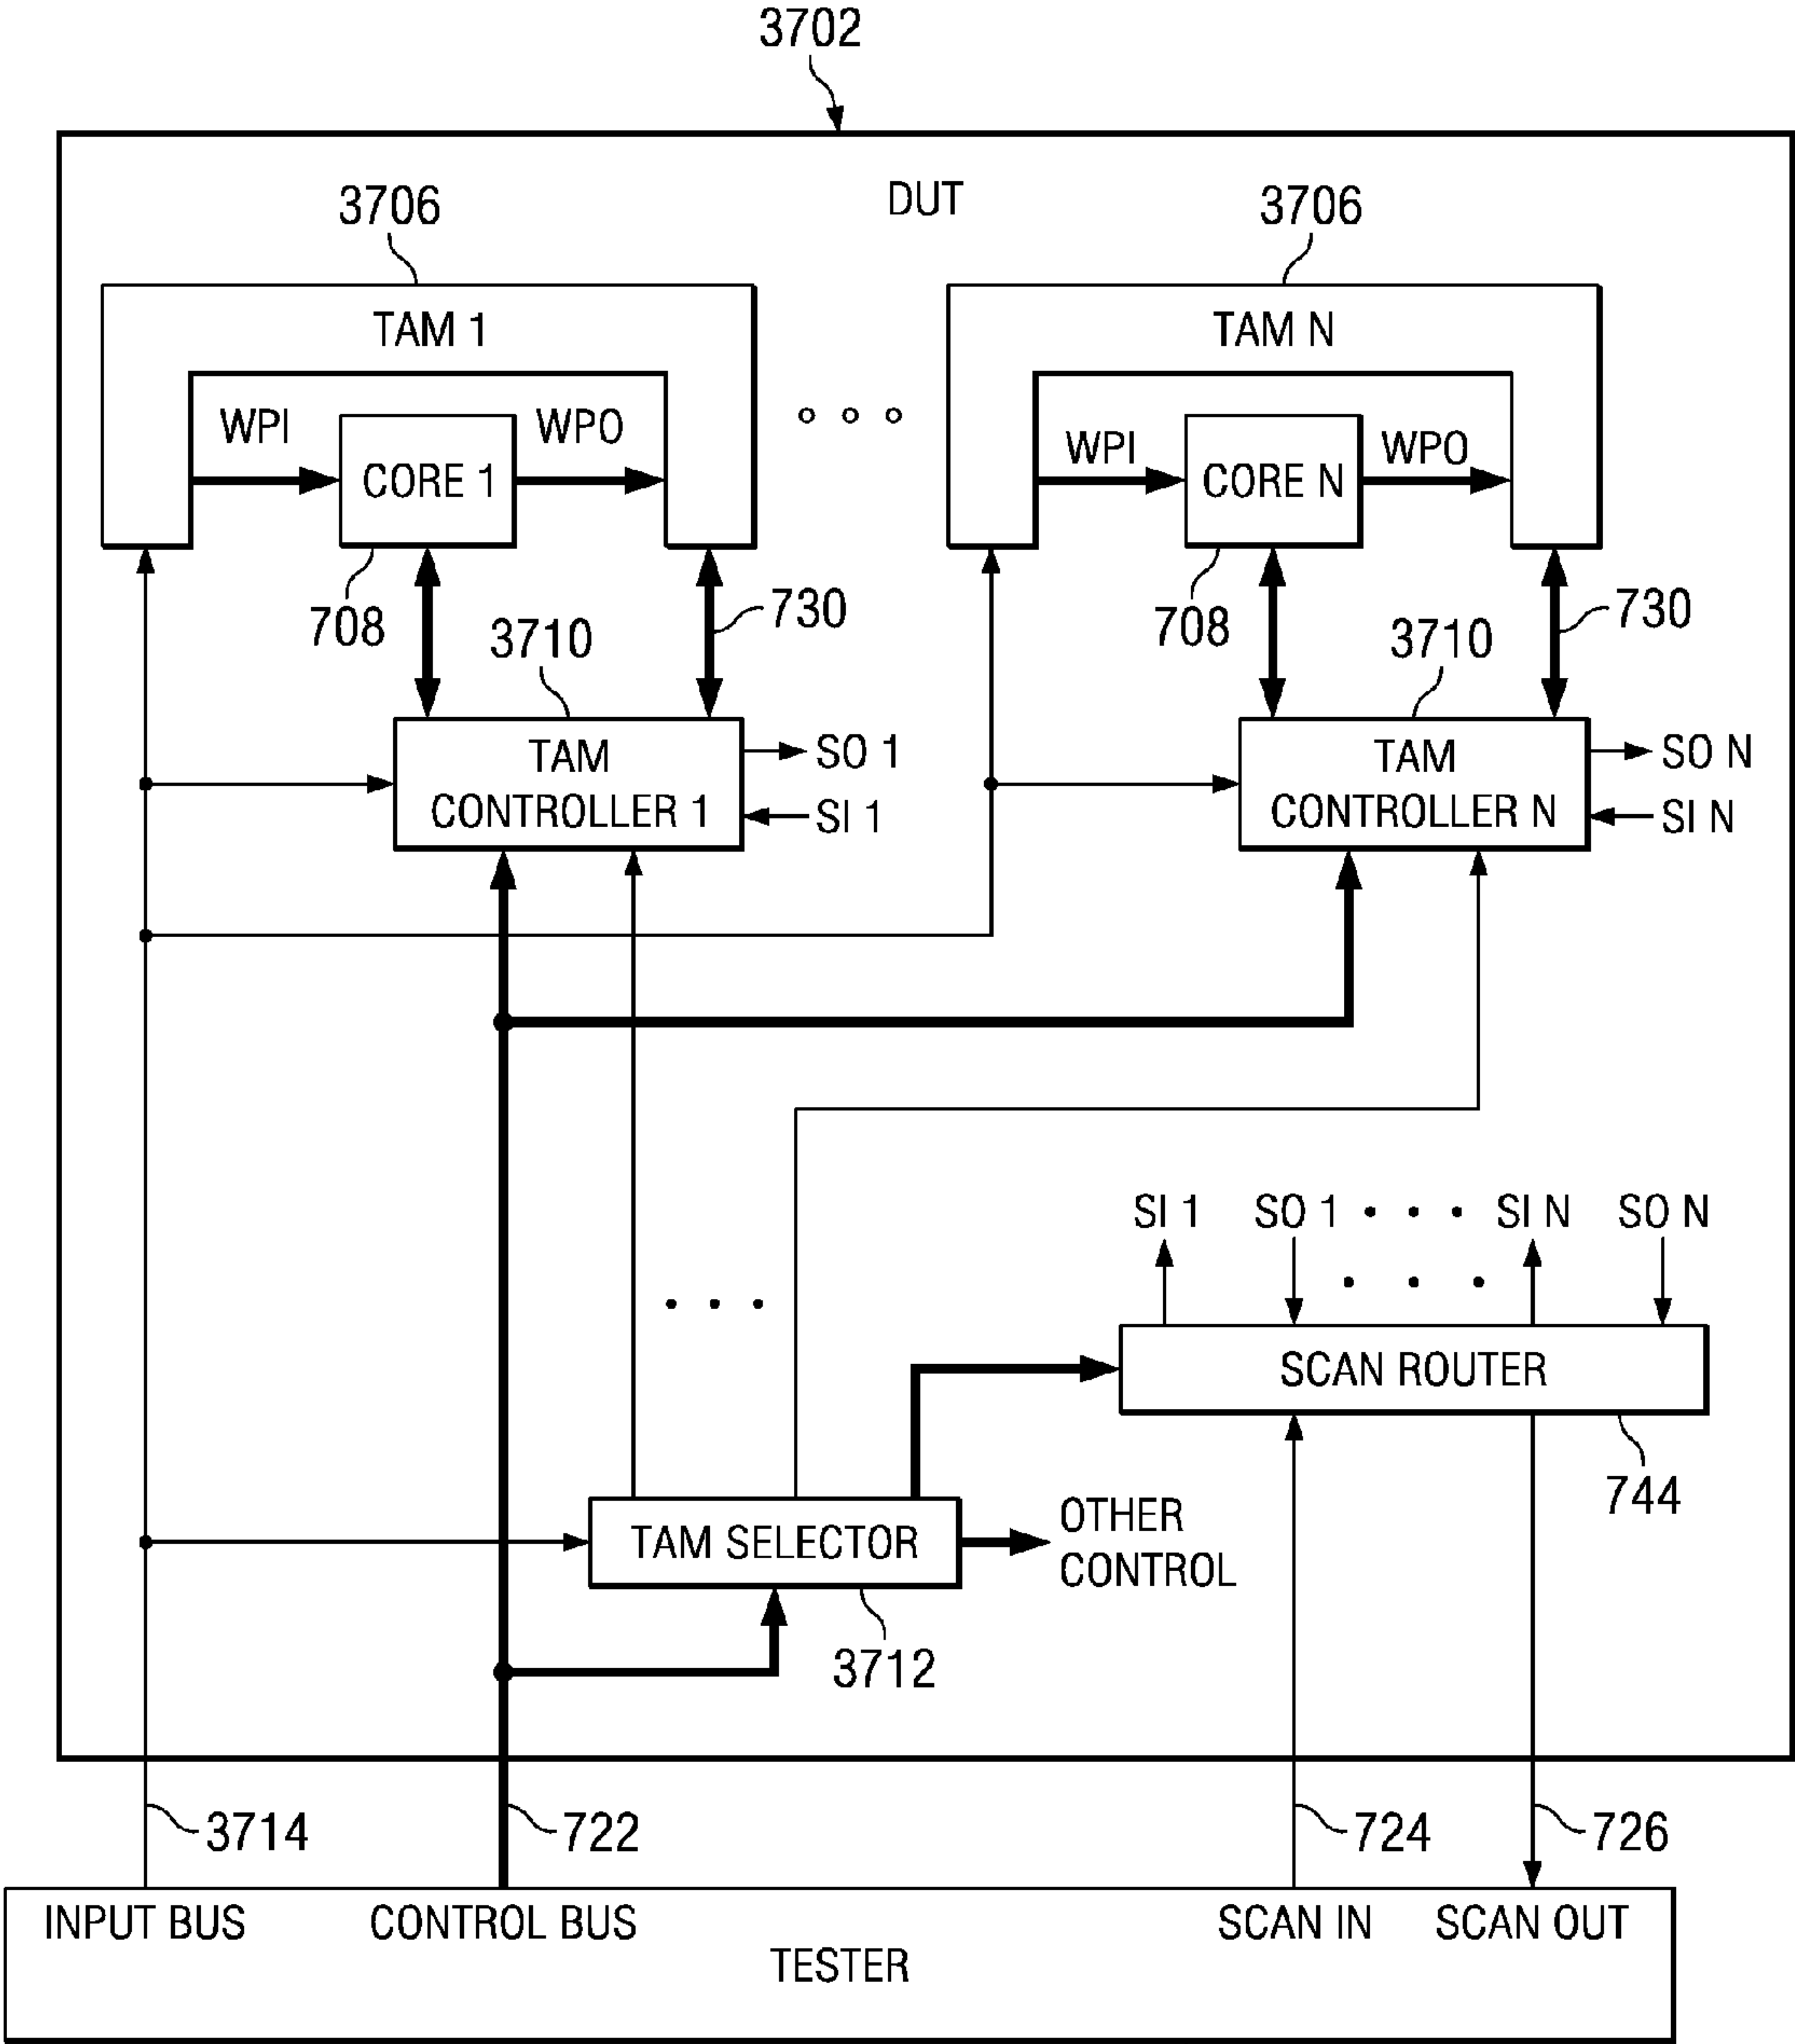 3702
DUT
3706
3706
TAM 1
TAM N
WPI
CORE 1
WPO
WPI
CORE N
WPO
708
3710
730
708
3710
730
TAM
CONTROLLER 1
SO 1
SI 1
TAM
CONTROLLER N
SO N
SI N
SI 1
SO 1
SI N
SO N
SCAN ROUTER
744
TAM SELECTOR
OTHER
CONTROL
3712
3714
722
724
726
INPUT BUS
CONTROL BUS
SCAN IN
SCAN OUT
TESTER